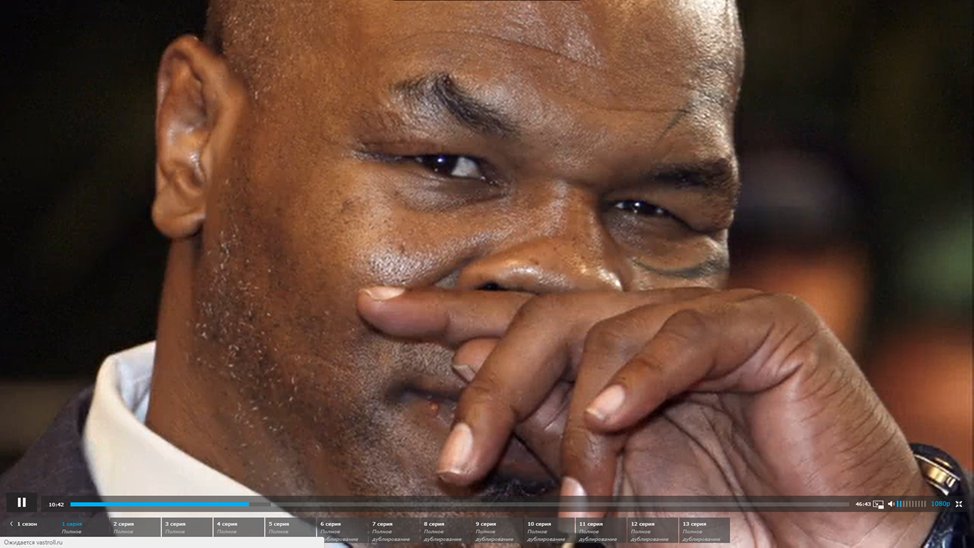 10:42
46:43
1080p
1 сезон
1 серия
Полное
2 серия
Полное
3 серия
Полное
4 серия
Полное
5 серия
Полное
6 серия
Полное
дублирование
7 серия
Полное
дублирование
8 серия
Полное
дублирование
9 серия
Полное
дублирование
10 серия
Полное
дублирование
11 серия
Полное
дублирование
12 серия
Полное
дублирование
13 серия
Полное
дублирование
Ожидается vastroll.ru